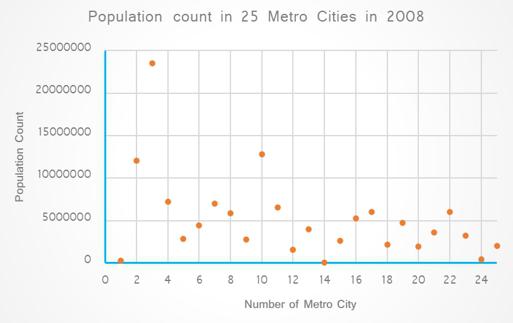 Population count in 25 Metro Cities in 2008
25000000
20000000
15000000
10000000
5000000
0
0 2 4 6 8 10 12 14 16 18 20 22 24
Population Count
Number of Metro City